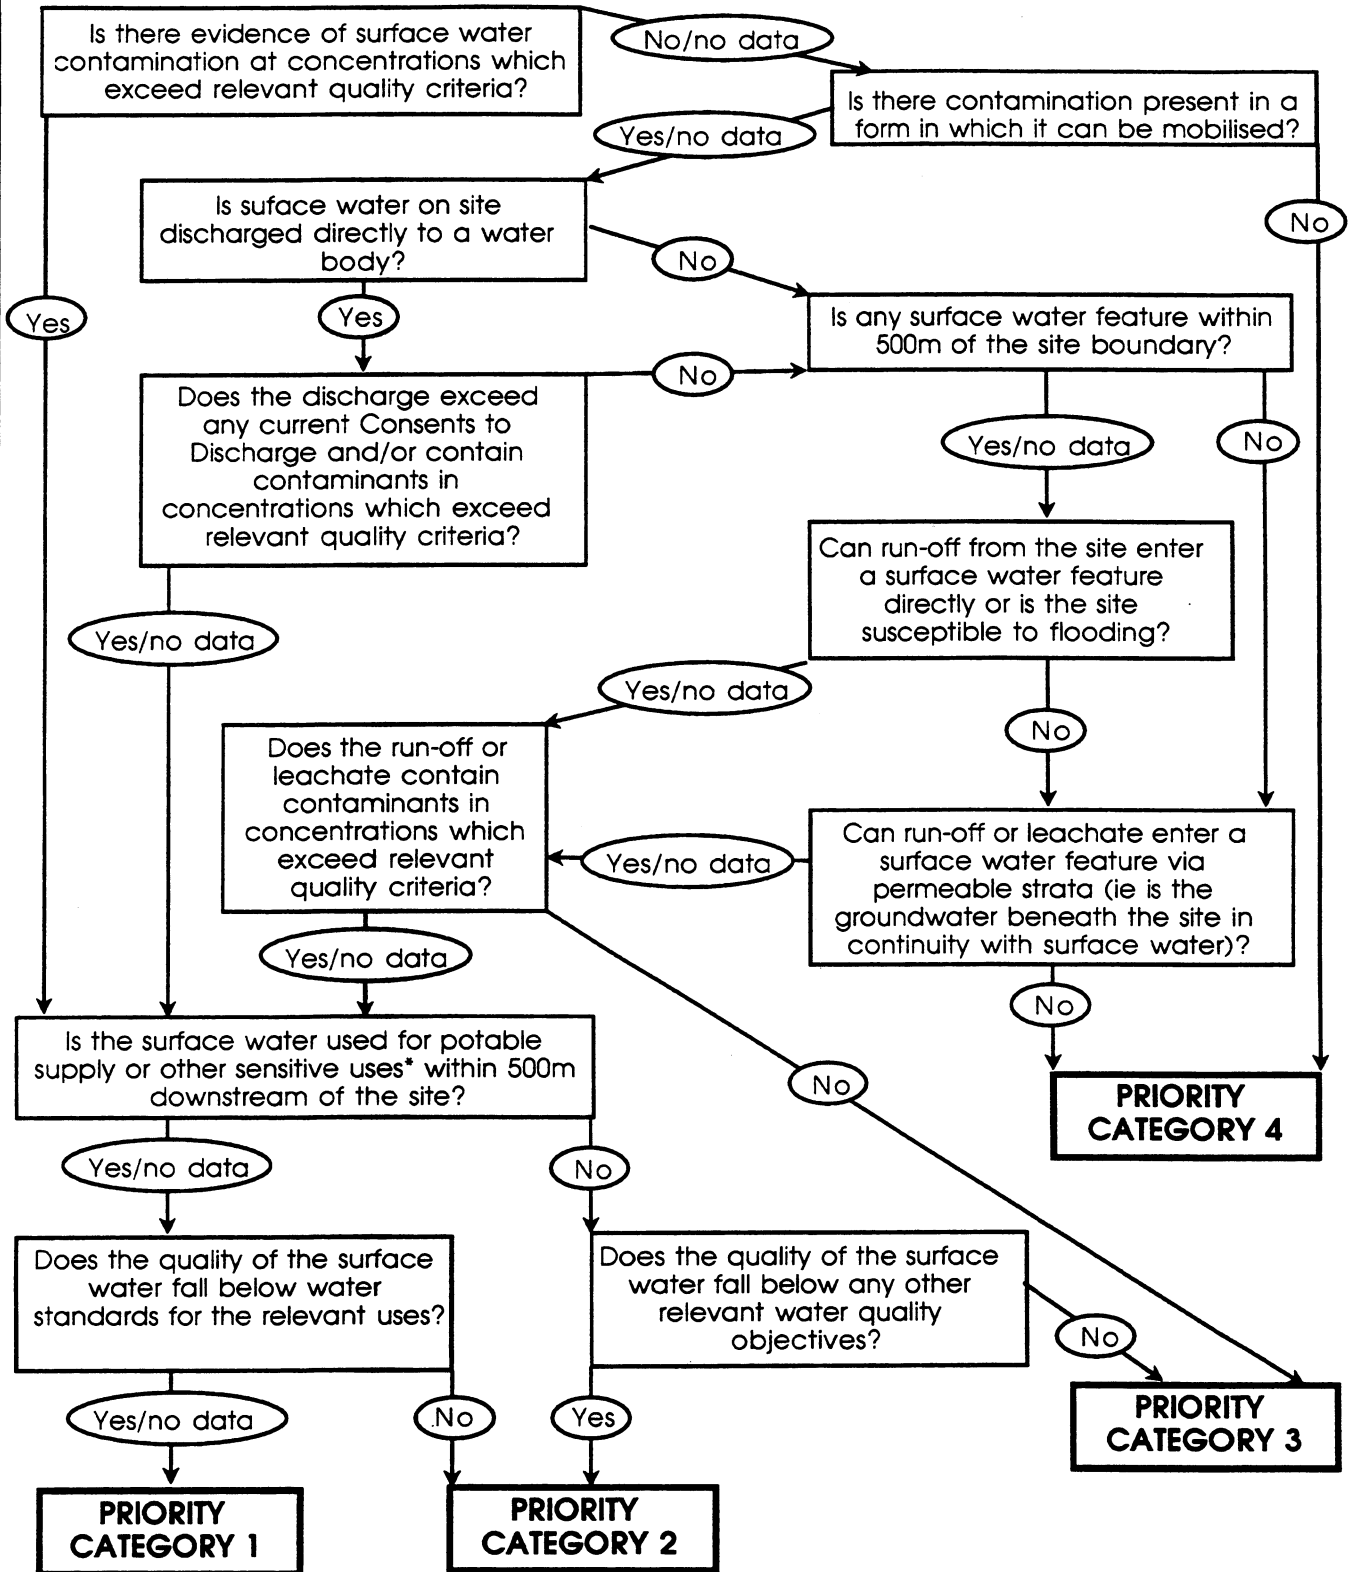 Is there evidence of surface water
contamination at concentrations which
exceed relevant quality criteria?
No/no data
Is there contamination present in a
form in which it can be mobilised?
Yes/no data
Is suface water on site
discharged directly to a water
body?
No
No
Is any surface water feature within
500m of the site boundary?
Yes
Yes
Does the discharge exceed
any current Consents to
Discharge and/or contain
contaminants in
concentrations which exceed
relevant quality criteria?
No
Yes/no data
No
Can run-off from the site enter
a surface water feature
directly or is the site
susceptible to flooding?
Yes/no data
Yes/no data
No
Does the run-off or
leachate contain
contaminants in
concentrations which
exceed relevant
quality criteria?
Yes/no data
Can run-off or leachate enter a
surface water feature via
permeable strata (ie is the
groundwater beneath the site in
continuity with surface water)?
Yes/no data
No
Is the surface water used for potable
supply or other sensitive uses* within 500m
downstream of the site?
No
PRIORITY
CATEGORY 4
Yes/no data
No
Does the quality of the surface
water fall below water
standards for the relevant uses?
Does the quality of the surface
water fall below any other
relevant water quality
objectives?
No
Yes/no data
No
Yes
PRIORITY
CATEGORY 3
PRIORITY
CATEGORY 1
PRIORITY
CATEGORY 2